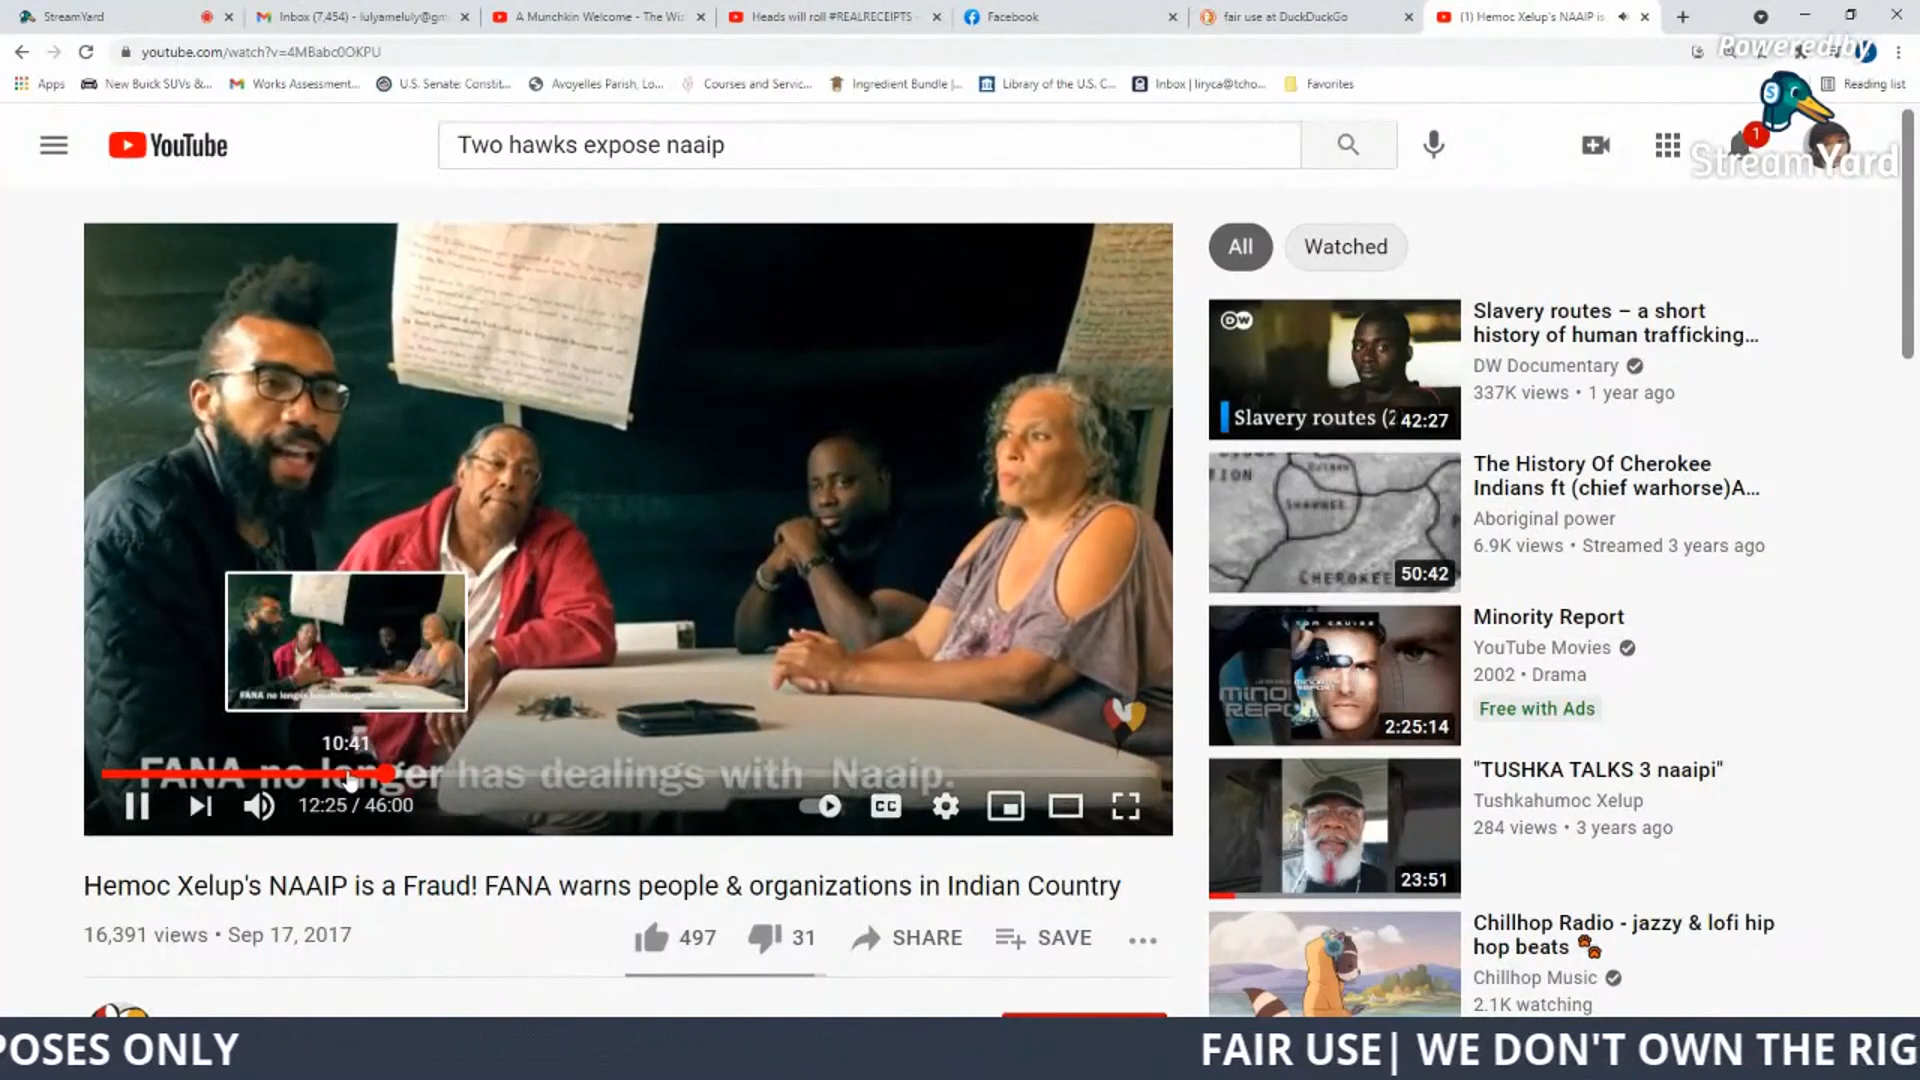 StreamYard
Inbox (7,454) - lulyameluly@gm
A Munchkin Welcome - The Wi
Heads will roll #REALRECEIPTS -
Facebook
fair use at DuckDuckGo
(1) Hemoc Xelup's NAAIP is
youtube.com/watch?v=4MBabc0OKPU
Powered by
Apps
New Buick SUVs &...
Works Assessment...
U.S. Senate: Constit...
Avoyelles Parish, Lo...
Courses and Servic...
Ingredient Bundle |...
Library of the U.S. C...
Inbox | liryca@tcho...
Favorites
Reading list
YouTube
Two hawks expose naaip
1
StreamYard
All
Watched
Slavery routes (2
42:27
Slavery routes – a short
history of human trafficking...
DW Documentary
337K views • 1 year ago
SHAWNEE
CHEROKEE
50:42
The History Of Cherokee
Indians ft (chief warhorse)A...
Aboriginal power
6.9K views • Streamed 3 years ago
TOM CRUISE
2:25:14
Minority Report
YouTube Movies
2002 • Drama
Free with Ads
23:51
"TUSHKA TALKS 3 naaipi"
Tushkahumoc Xelup
284 views • 3 years ago
Chillhop Radio - jazzy & lofi hip
hop beats
Chillhop Music
2.1K watching
10:41
FANA no longer has dealings with Naaip.
12:25 / 46:00
CC
Hemoc Xelup's NAAIP is a Fraud! FANA warns people & organizations in Indian Country
16,391 views • Sep 17, 2017
497
31
SHARE
SAVE
POSES ONLY
FAIR USE| WE DON'T OWN THE RIG